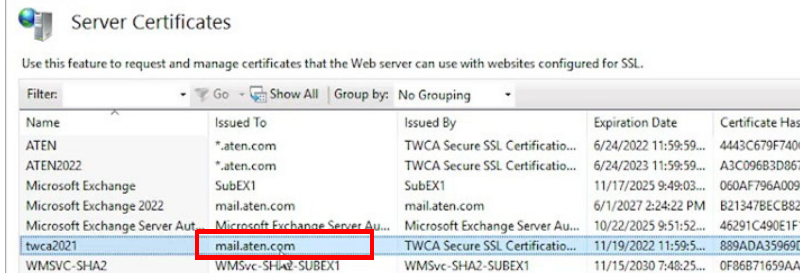 Server Certificates
Use this feature to request and manage certificates that the Web server can use with websites configured for SSL.
Filter: Go Show All Group by: No Grouping
Name Issued To Issued By Expiration Date Certificate Has
ATEN *.aten.com TWCA Secure SSL Certificatio... 6/24/2022 11:59:59... 4443C679F740
ATEN2022 *.aten.com TWCA Secure SSL Certificatio... 6/24/2023 11:59:59... A3C096B3D867
Microsoft Exchange SubEX1 SubEX1 11/17/2025 9:49:03... 060AF796A009
Microsoft Exchange 2022 mail.aten.com mail.aten.com 6/1/2027 2:24:22 PM B21347BECB82
Microsoft Exchange Server Aut... Microsoft Exchange Server Au... Microsoft Exchange Server Au... 10/22/2025 9:51:52... 46291C490E1F
twca2021 mail.aten.com TWCA Secure SSL Certificatio... 11/19/2022 11:59:5... 889ADA35969D
WMSVC-SHA2 WMSvc-SHA2-SUBEX1 WMSvc-SHA2-SUBEX1 11/15/2030 7:48:25... 0F86B71659AA